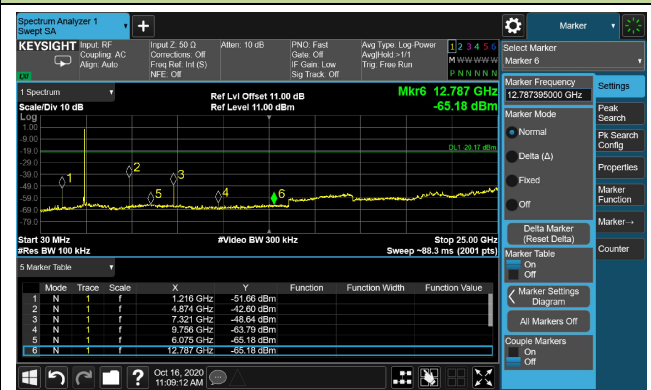 Spectrum Analyzer 1
Swept SA
Marker
KEYSIGHT
Input: RF
Coupling: AC
Align: Auto
Input Z: 50 Ω
Corrections: Off
Freq Ref: Int (S)
NFE: Off
Atten: 10 dB
PNO: Fast
Gate: Off
IF Gain: Low
Sig Track: Off
Avg Type: Log-Power
Avg|Hold:>1/1
Trig: Free Run
1 2 3 4 5 6
M W W W W W
P N N N N N
Select Marker
Marker 6
1 Spectrum
Scale/Div 10 dB
Log
Ref Lvl Offset 11.00 dB
Ref Level 11.00 dBm
Mkr6 12.787 GHz
-65.18 dBm
1.00
-9.00
-19.0
-29.0
-39.0
-49.0
-59.0
-69.0
-79.0
DL1 -20.17 dBm
1
2
3
4
5
6
Start 30 MHz
#Res BW 100 kHz
#Video BW 300 kHz
Stop 25.00 GHz
Sweep ~88.3 ms (2001 pts)
5 Marker Table
Mode Trace Scale X Y Function Function Width Function Value
1 N 1 f 1.216 GHz -51.66 dBm
2 N 1 f 4.874 GHz -42.60 dBm
3 N 1 f 7.321 GHz -48.64 dBm
4 N 1 f 9.756 GHz -63.79 dBm
5 N 1 f 6.075 GHz -65.18 dBm
6 N 1 f 12.787 GHz -65.18 dBm
Marker Frequency
12.787395000 GHz
Marker Mode
Normal
Delta (Δ)
Fixed
Off
Delta Marker
(Reset Delta)
Marker Table
On
Off
Marker Settings
Diagram
All Markers Off
Couple Markers
On
Off
Settings
Peak
Search
Pk Search
Config
Properties
Marker
Function
Marker→
Counter
Oct 16, 2020
11:09:12 AM